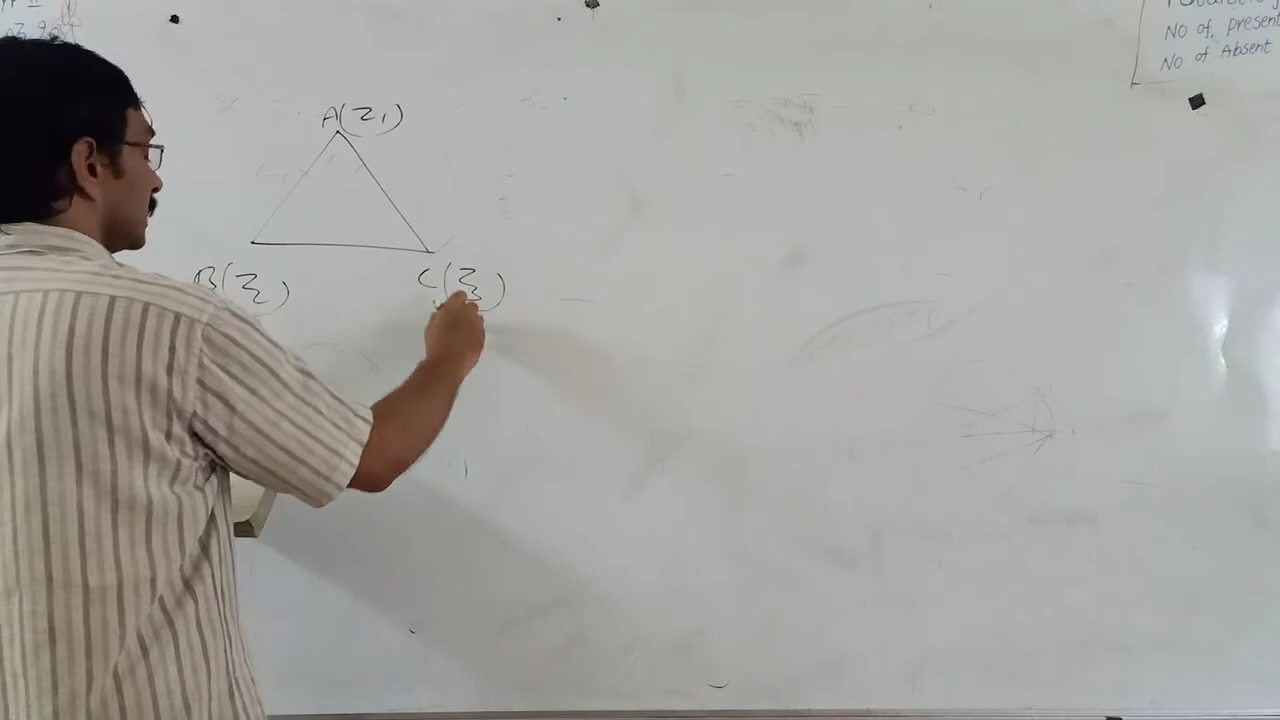 No of. present
No of Absent
A(Z1)
B(Z2)
C(Z3)